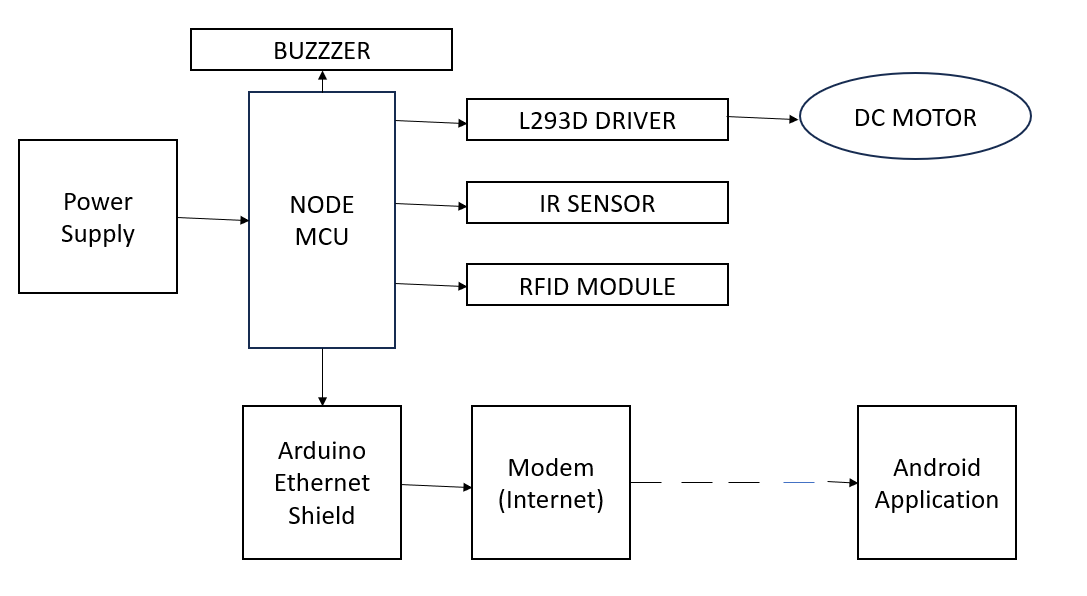 BUZZZER
L293D DRIVER
DC MOTOR
Power
Supply
NODE
MCU
IR SENSOR
RFID MODULE
Arduino
Ethernet
Shield
Modem
(Internet)
Android
Application